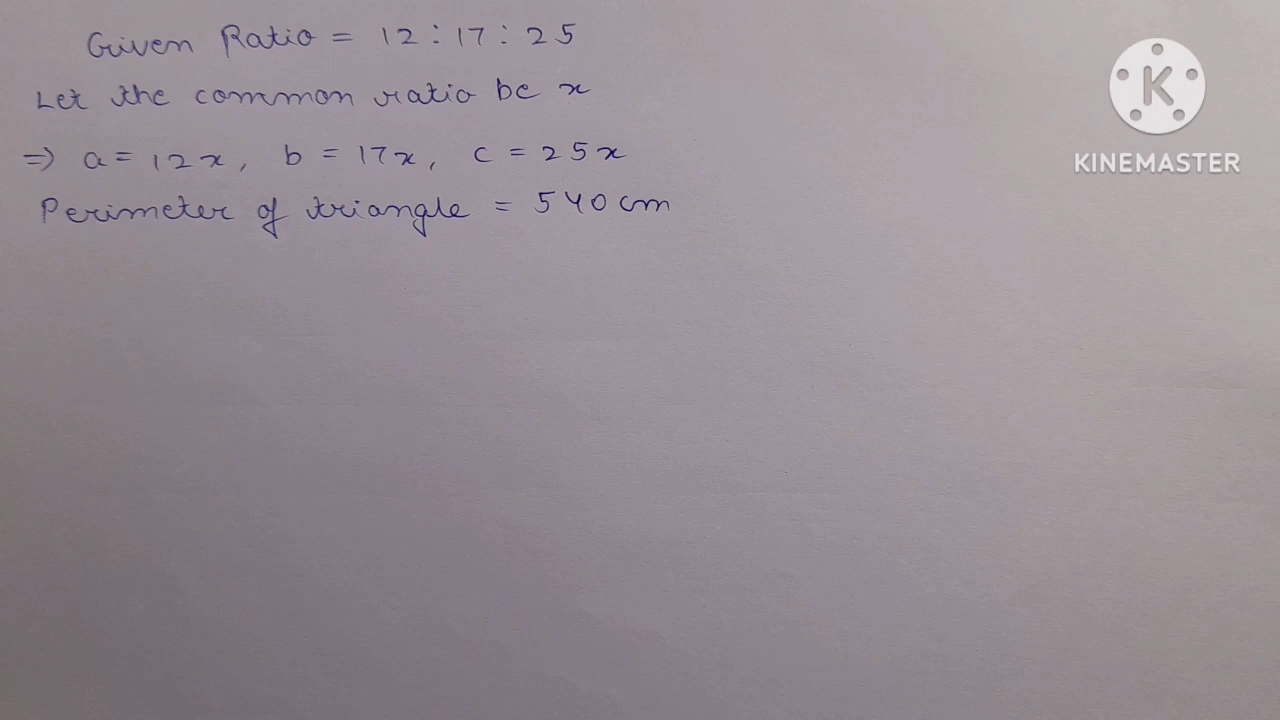 Given Ratio = 12 : 17 : 25
Let the common ratio be x
⇒ a = 12x, b = 17x, c = 25x
Perimeter of triangle = 540 cm
K
KINEMASTER